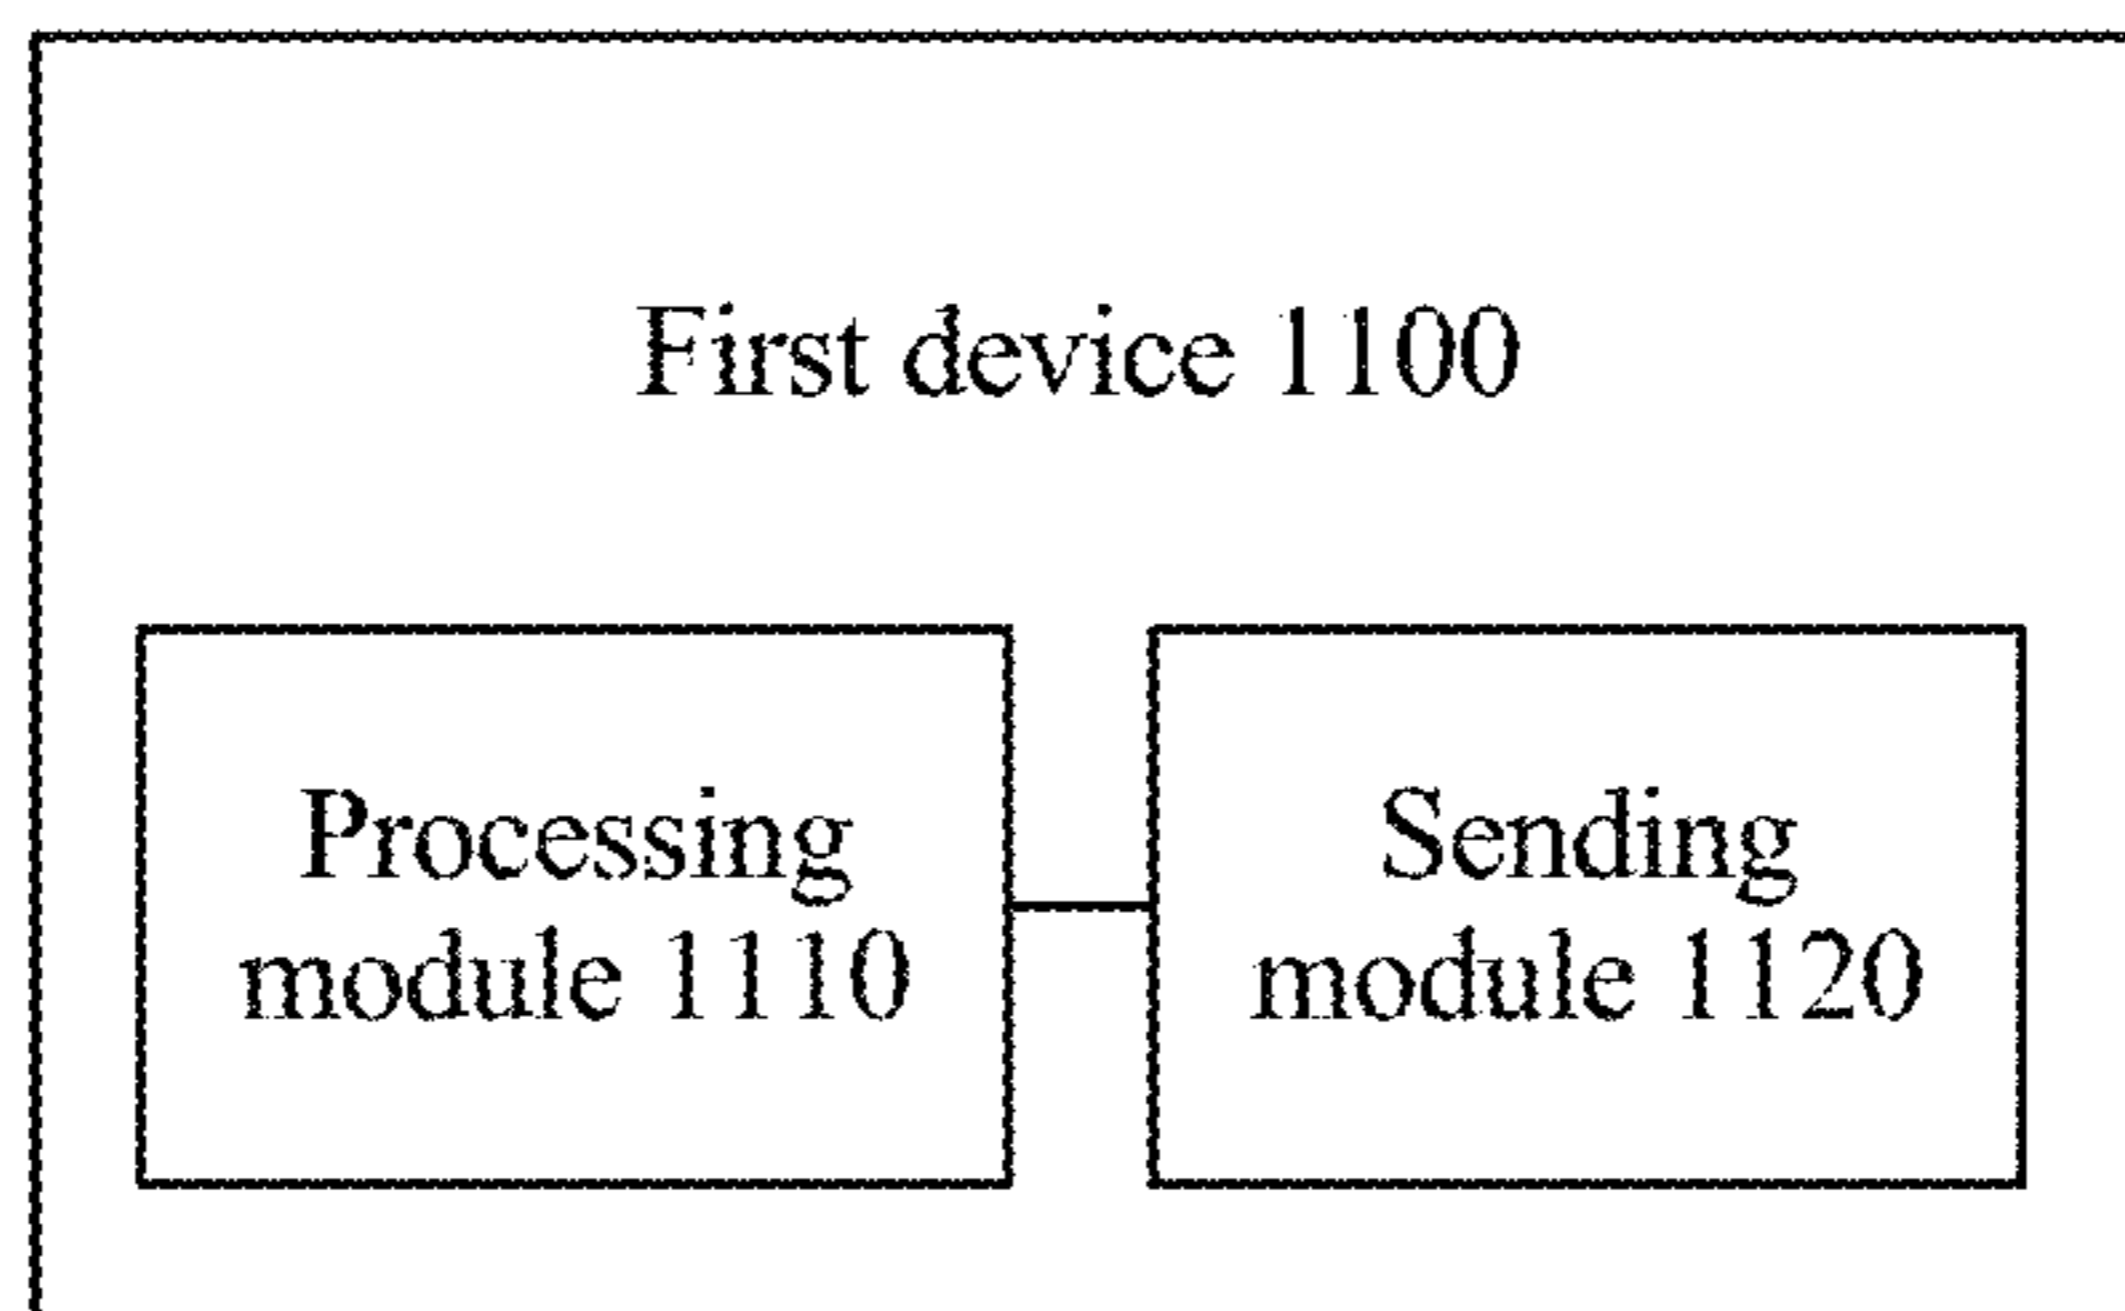 First device 1100
Processing
module 1110
Sending
module 1120